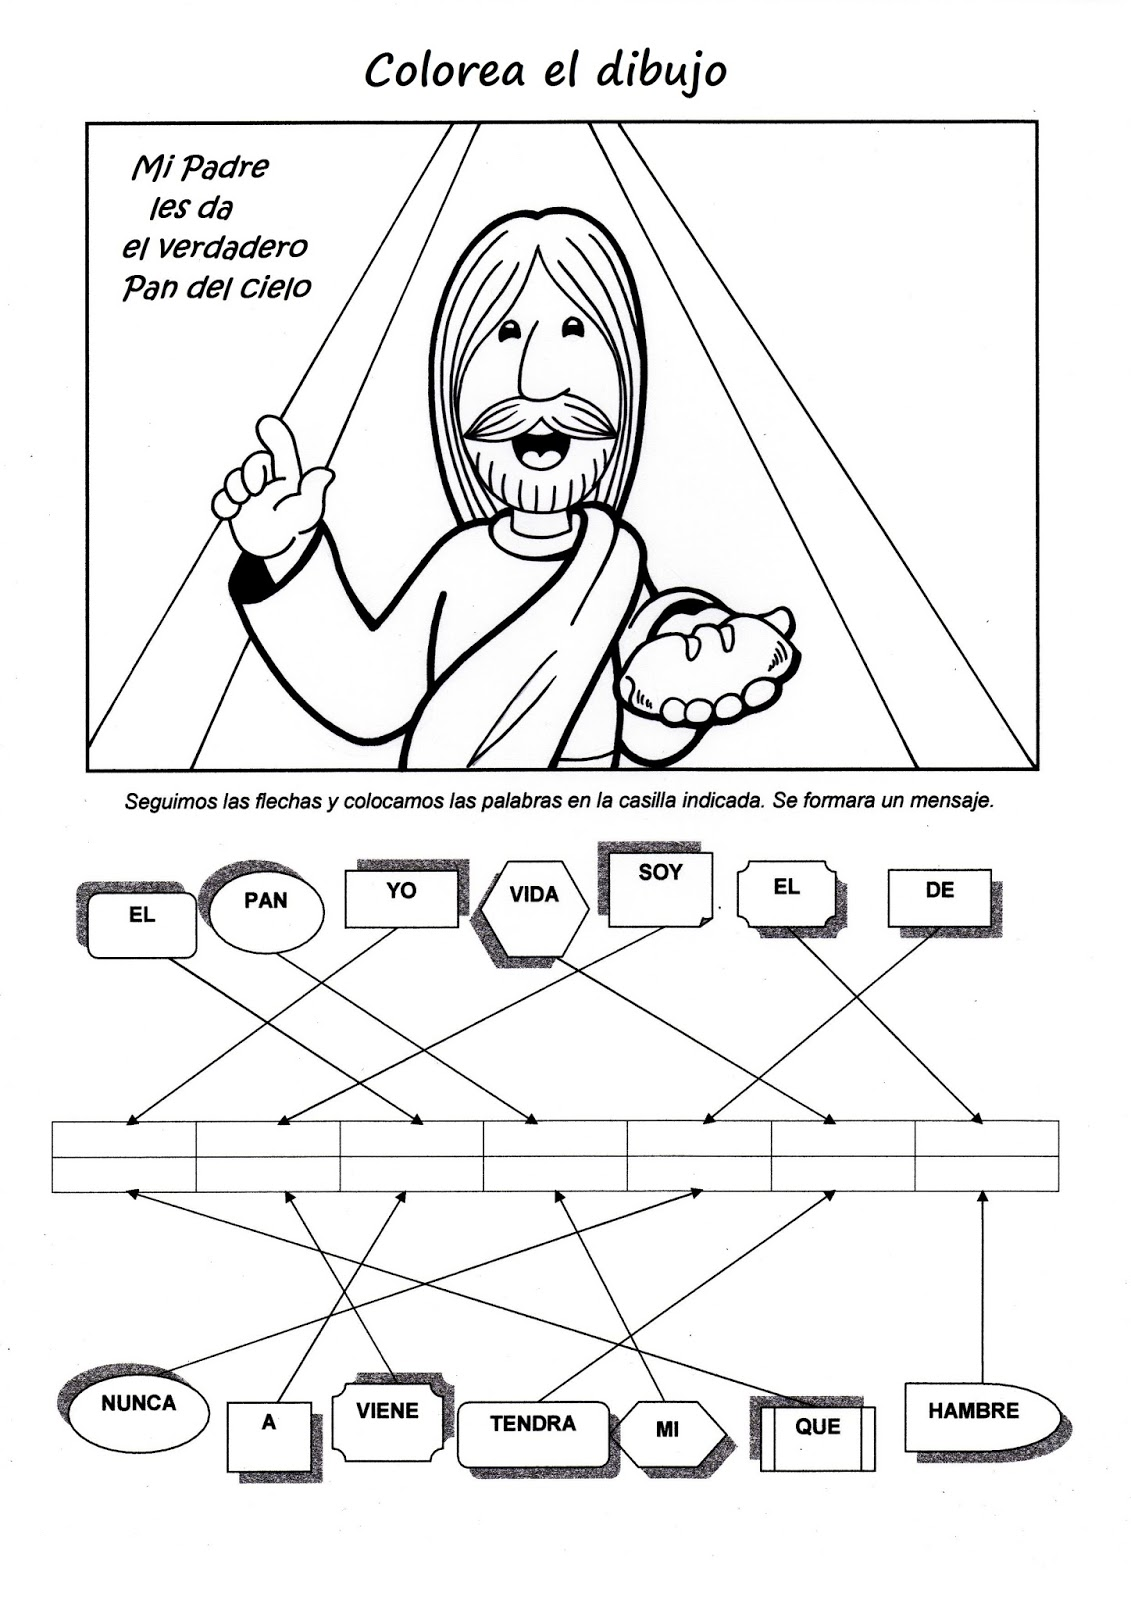 Colorea el dibujo
Mi Padre
les da
el verdadero
Pan del cielo
Seguimos las flechas y colocamos las palabras en la casilla indicada. Se formara un mensaje.
EL PAN YO VIDA SOY EL DE
NUNCA A VIENE TENDRA MI QUE HAMBRE